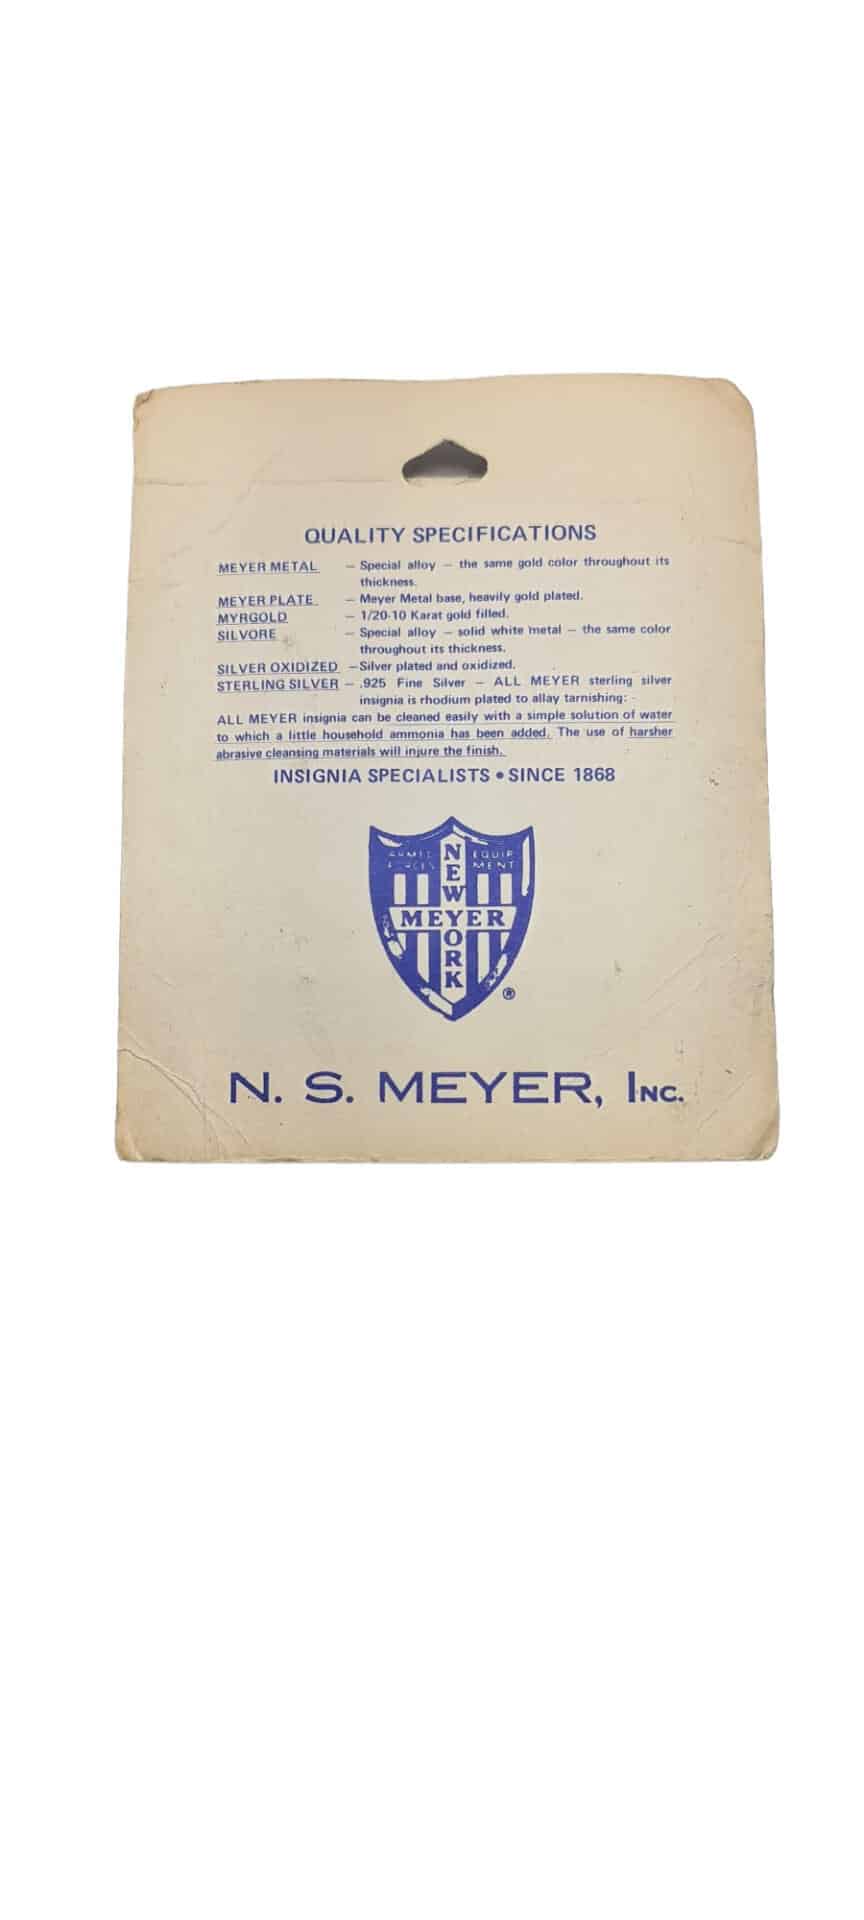 QUALITY SPECIFICATIONS
MEYER METAL — Special alloy — the same gold color throughout its
thickness.
MEYER PLATE — Meyer Metal base, heavily gold plated.
MYRGOLD — 1/20-10 Karat gold filled.
SILVORE — Special alloy — solid white metal — the same color
throughout its thickness.
SILVER OXIDIZED — Silver plated and oxidized.
STERLING SILVER — .925 Fine Silver — ALL MEYER sterling silver
insignia is rhodium plated to allay tarnishing:
ALL MEYER insignia can be cleaned easily with a simple solution of water
to which a little household ammonia has been added. The use of harsher
abrasive cleansing materials will injure the finish.
INSIGNIA SPECIALISTS • SINCE 1868
ARMED FORCES
EQUIP
MENT
NEW YORK
MEYER
®
N. S. MEYER, INC.